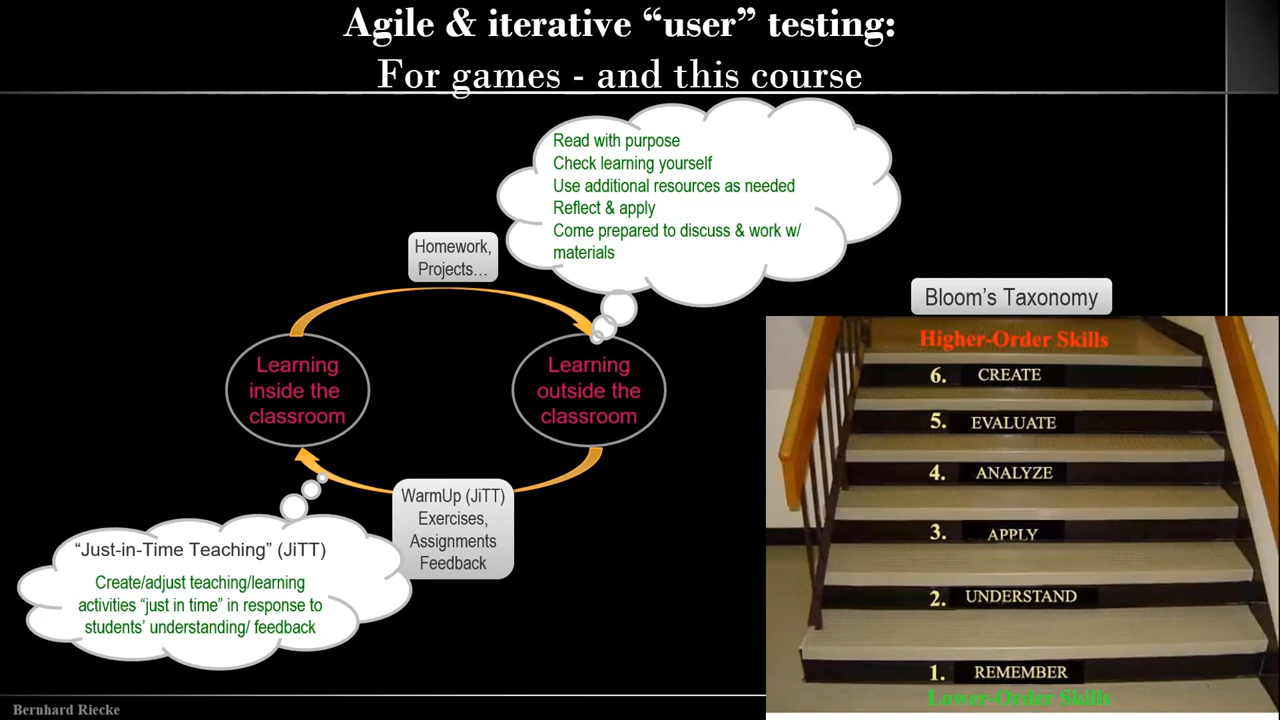 Agile & iterative “user” testing:
For games - and this course
Read with purpose
Check learning yourself
Use additional resources as needed
Reflect & apply
Come prepared to discuss & work w/
materials
Homework,
Projects…
Learning
inside the
classroom
Learning
outside the
classroom
WarmUp (JiTT)
Exercises,
Assignments
Feedback
“Just-in-Time Teaching” (JiTT)
Create/adjust teaching/learning
activities “just in time” in response to
students’ understanding/ feedback
Bloom’s Taxonomy
Higher-Order Skills
6. CREATE
5. EVALUATE
4. ANALYZE
3. APPLY
2. UNDERSTAND
1. REMEMBER
Lower-Order Skills
Bernhard Riecke